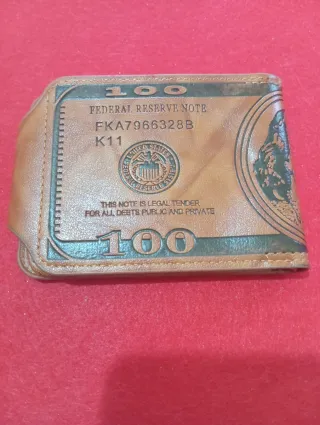 100
FEDERAL RESERVE NOTE
FKA7966328B
K11
THIS NOTE IS LEGAL TENDER
FOR ALL DEBTS PUBLIC AND PRIVATE
100